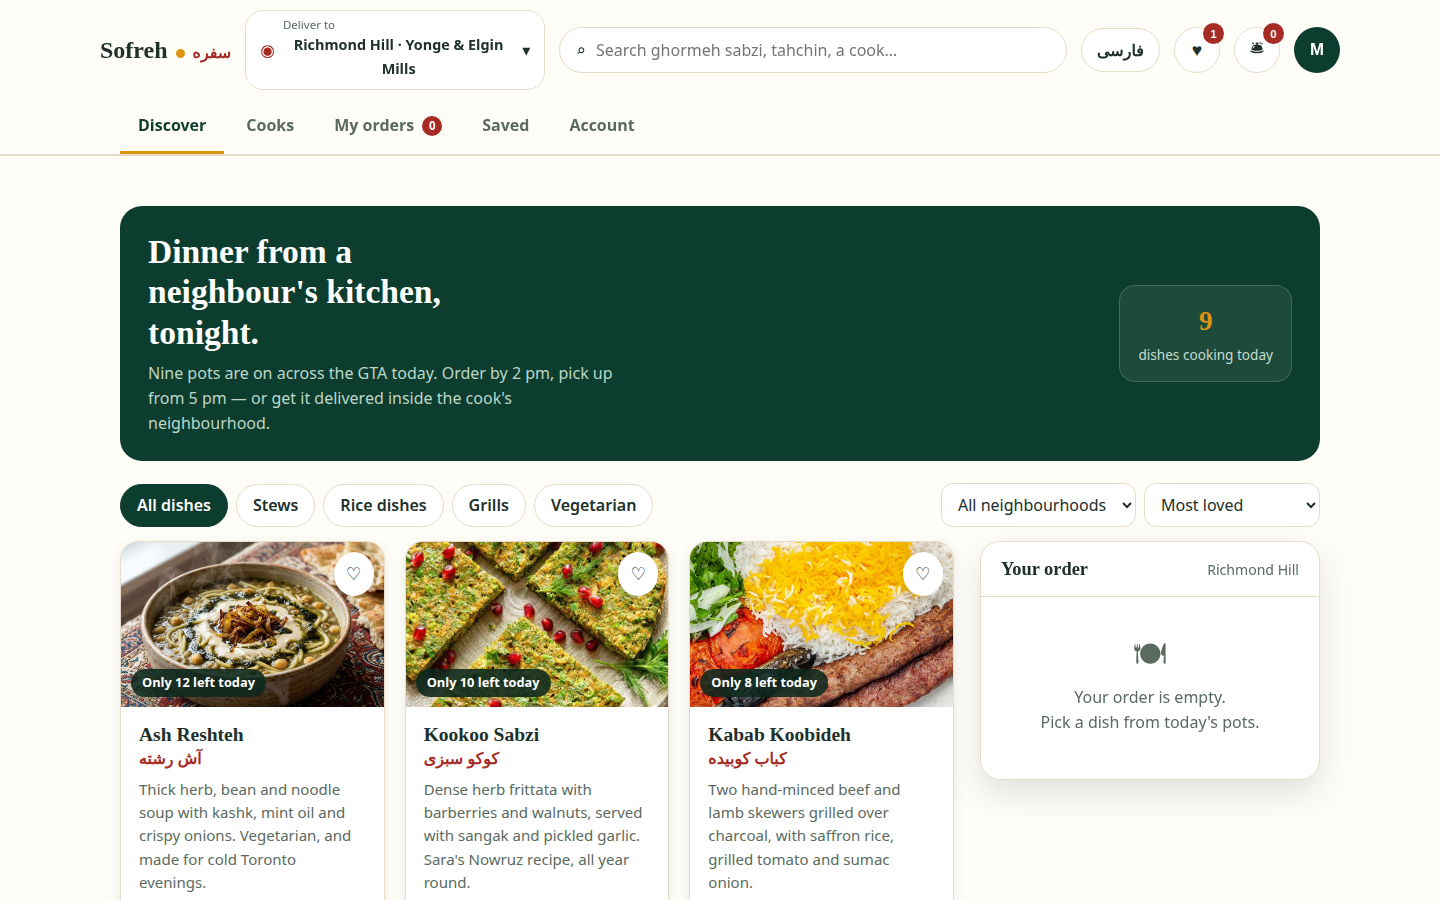 Sofreh سفره
Deliver to
Richmond Hill · Yonge & Elgin
Mills
Search ghormeh sabzi, tahchin, a cook...
فارسی
1
0
M
Discover
Cooks
My orders 0
Saved
Account
Dinner from a
neighbour's kitchen,
tonight.
Nine pots are on across the GTA today. Order by 2 pm, pick up
from 5 pm — or get it delivered inside the cook's
neighbourhood.
9
dishes cooking today
All dishes
Stews
Rice dishes
Grills
Vegetarian
All neighbourhoods
Most loved
Only 12 left today
Ash Reshteh
آش رشته
Thick herb, bean and noodle
soup with kashk, mint oil and
crispy onions. Vegetarian, and
made for cold Toronto
evenings.
Only 10 left today
Kookoo Sabzi
کوکو سبزی
Dense herb frittata with
barberries and walnuts, served
with sangak and pickled garlic.
Sara's Nowruz recipe, all year
round.
Only 8 left today
Kabab Koobideh
کباب کوبیده
Two hand-minced beef and
lamb skewers grilled over
charcoal, with saffron rice,
grilled tomato and sumac
onion.
Your order
Richmond Hill
Your order is empty.
Pick a dish from today's pots.